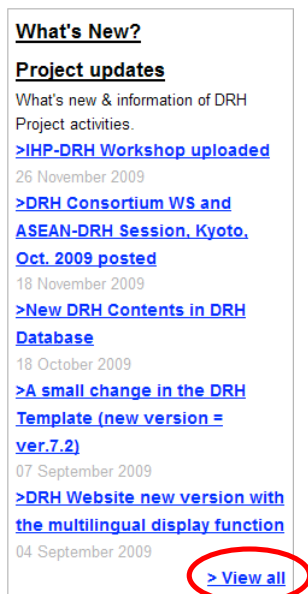 What's New?
Project updates
What's new & information of DRH
Project activities.
>IHP-DRH Workshop uploaded
26 November 2009
>DRH Consortium WS and
ASEAN-DRH Session, Kyoto,
Oct. 2009 posted
18 November 2009
>New DRH Contents in DRH
Database
18 October 2009
>A small change in the DRH
Template (new version =
ver.7.2)
07 September 2009
>DRH Website new version with
the multilingual display function
04 September 2009
> View all